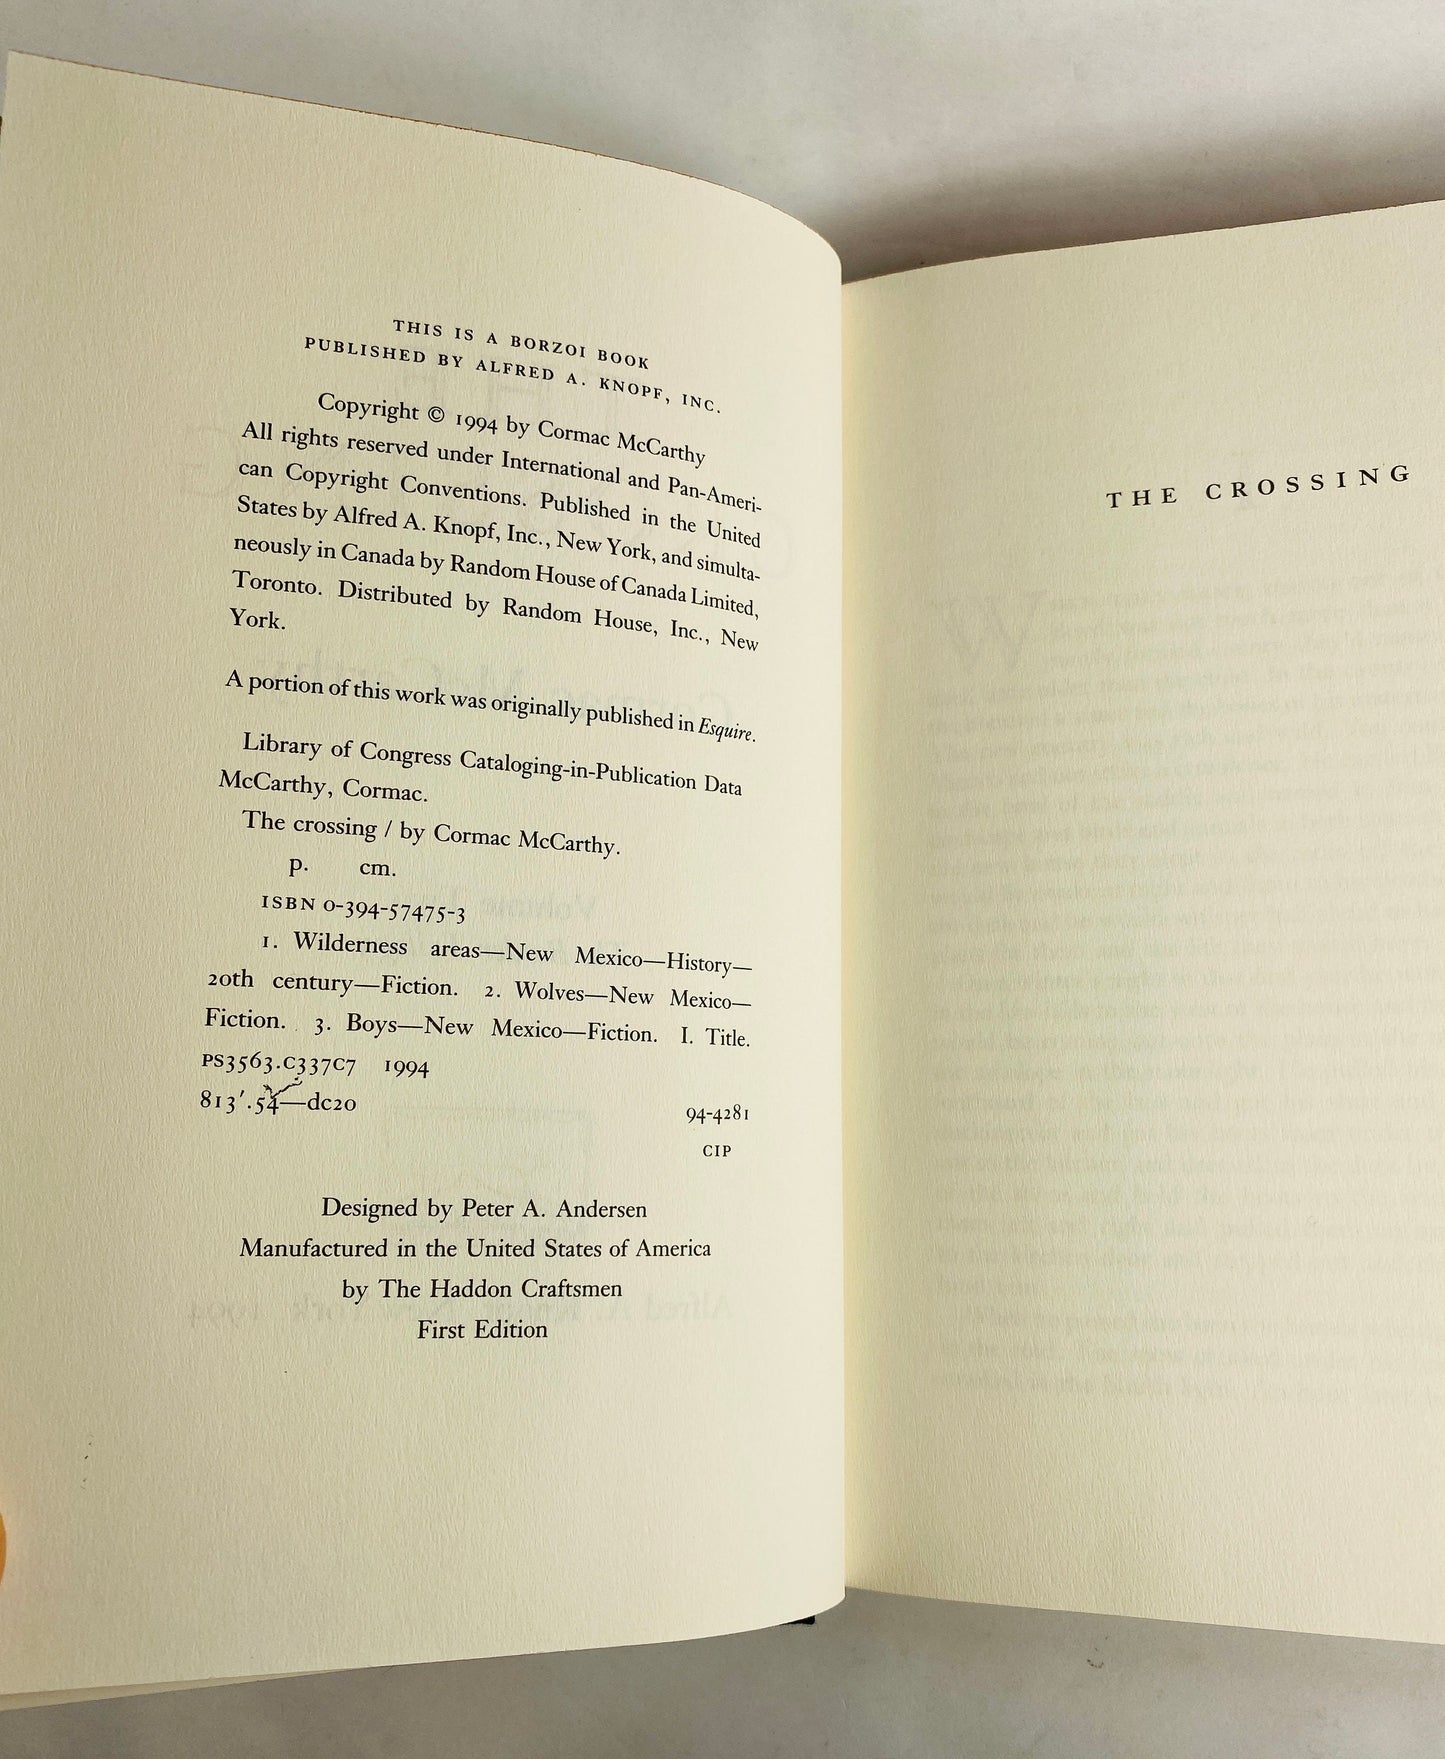 THIS IS A BORZOI BOOK
PUBLISHED BY ALFRED A. KNOPF, INC.
Copyright © 1994 by Cormac McCarthy
All rights reserved under International and Pan-Ameri-
can Copyright Conventions. Published in the United
States by Alfred A. Knopf, Inc., New York, and simulta-
neously in Canada by Random House of Canada Limited,
Toronto. Distributed by Random House, Inc., New
York.
A portion of this work was originally published in Esquire.
Library of Congress Cataloging-in-Publication Data
McCarthy, Cormac.
The crossing / by Cormac McCarthy.
p. cm.
ISBN 0-394-57475-3
1. Wilderness areas—New Mexico—History—
20th century—Fiction. 2. Wolves—New Mexico—
Fiction. 3. Boys—New Mexico—Fiction. I. Title.
PS3563.C337C7 1994
813'.54—dc20 94-4281
CIP
Designed by Peter A. Andersen
Manufactured in the United States of America
by The Haddon Craftsmen
First Edition
THE CROSSING